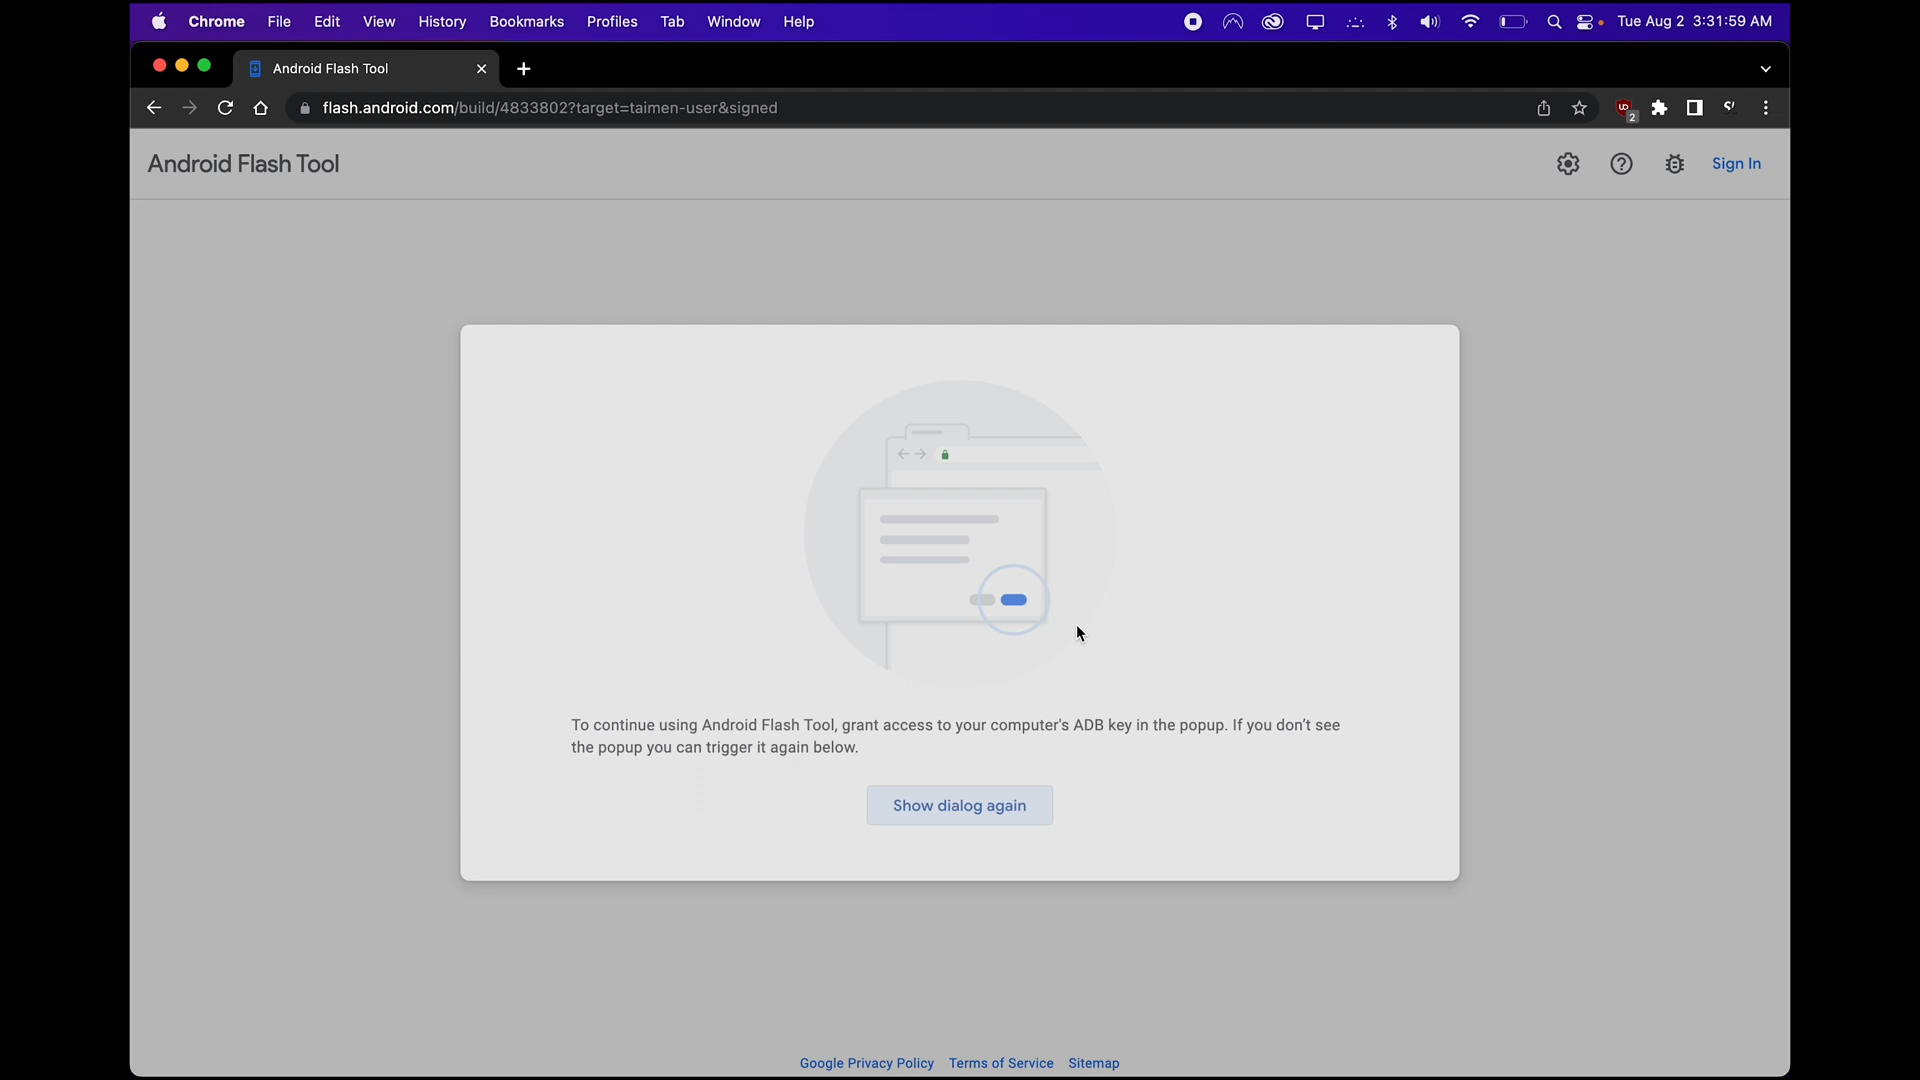 Chrome File Edit View History Bookmarks Profiles Tab Window Help Tue Aug 2 3:31:59 AM
Android Flash Tool
flash.android.com/build/4833802?target=taimen-user&signed
2
Android Flash Tool
Sign In
To continue using Android Flash Tool, grant access to your computer's ADB key in the popup. If you don’t see
the popup you can trigger it again below.
Show dialog again
Google Privacy Policy Terms of Service Sitemap